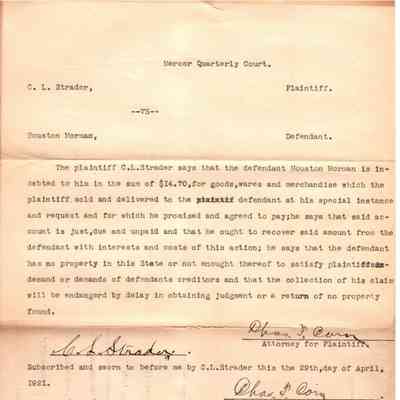 Mercer Quarterly Court.
C. L. Strader, Plaintiff.
--VS--
Houston Norman, Defendant.
The plaintiff C.L.Strader says that the defendant Houston Norman is in-
debted to him in the sum of $14.70,for goods,wares and merchandise which the
plaintiff sold and delivered to the defendant at his special instance
and request and for which he promised and agreed to pay;he says that said ac-
count is just,due and unpaid and that he ought to recover said amount from the
defendant with interests and costs of this action; he says that the defendant
has no property in this State or not enought thereof to satisfy plaintiffs
demand or demands of defendants creditors and that the collection of his claim
will be endangerd by delay in obtaining judgment or a return of no property
found.
Chas. T. Corn
Attorney for Plaintiff.
C. L. Strader.
Subscribed and sworn to before me by C.L.Strader this the 29th,day of April,
1921.
Chas. T. Corn